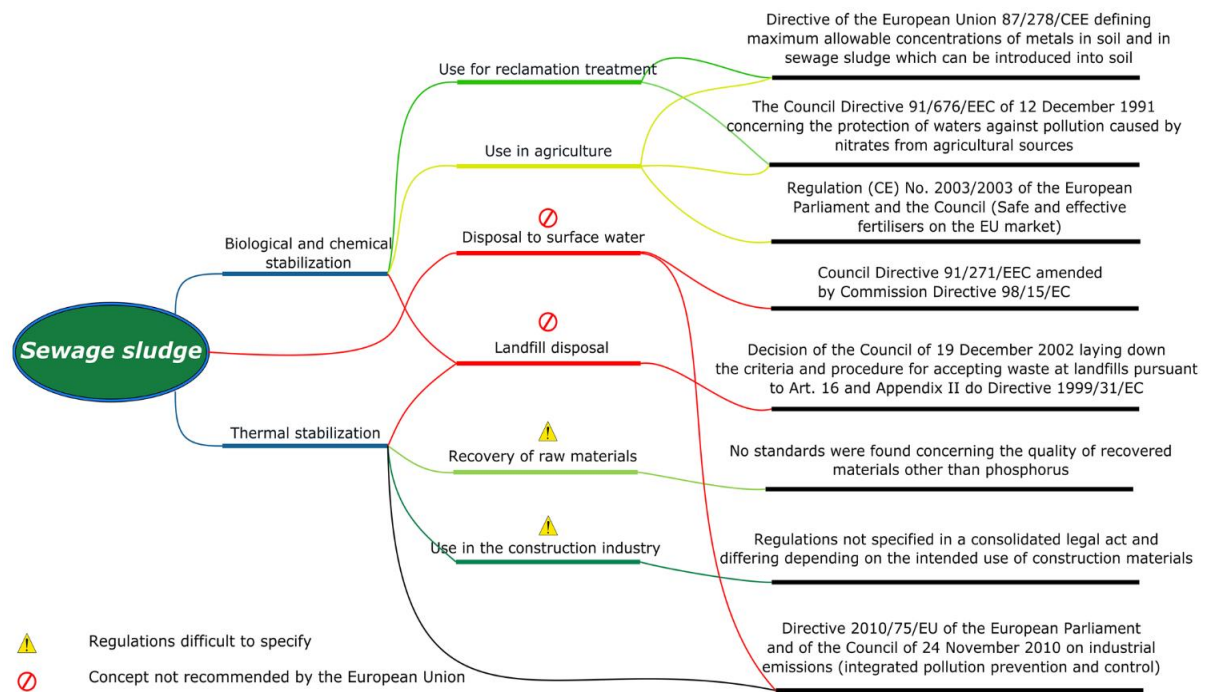 Directive of the European Union 87/278/CEE defining
maximum allowable concentrations of metals in soil and in
sewage sludge which can be introduced into soil
Use for reclamation treatment
The Council Directive 91/676/EEC of 12 December 1991
concerning the protection of waters against pollution caused by
nitrates from agricultural sources
Use in agriculture
Regulation (CE) No. 2003/2003 of the European
Parliament and the Council (Safe and effective
fertilisers on the EU market)
Biological and chemical
stabilization
Disposal to surface water
Council Directive 91/271/EEC amended
by Commission Directive 98/15/EC
Sewage sludge
Landfill disposal
Decision of the Council of 19 December 2002 laying down
the criteria and procedure for accepting waste at landfills pursuant
to Art. 16 and Appendix II do Directive 1999/31/EC
Thermal stabilization
Recovery of raw materials
No standards were found concerning the quality of recovered
materials other than phosphorus
Use in the construction industry
Regulations not specified in a consolidated legal act and
differing depending on the intended use of construction materials
Directive 2010/75/EU of the European Parliament
and of the Council of 24 November 2010 on industrial
emissions (integrated pollution prevention and control)
Regulations difficult to specify
Concept not recommended by the European Union